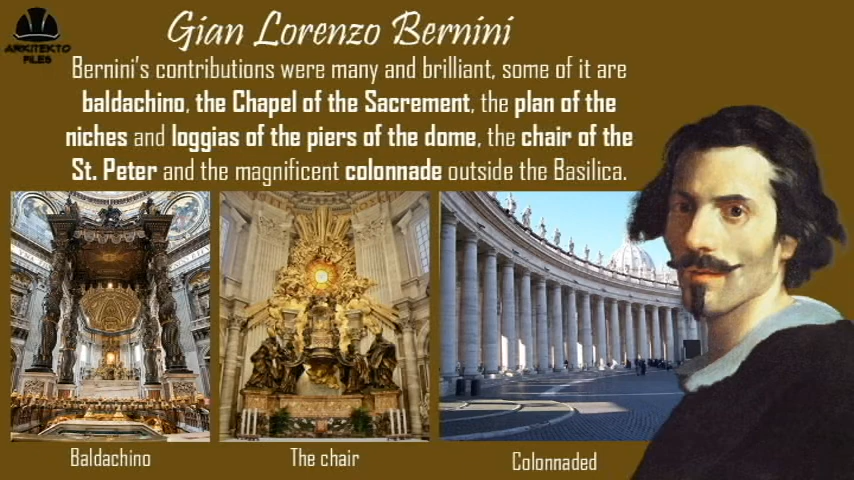 ARKITEKTO
FILES
Gian Lorenzo Bernini
Bernini's contributions were many and brilliant, some of it are
baldachino, the Chapel of the Sacrement, the plan of the
niches and loggias of the piers of the dome, the chair of the
St. Peter and the magnificent colonnade outside the Basilica.
Baldachino
The chair
Colonnaded